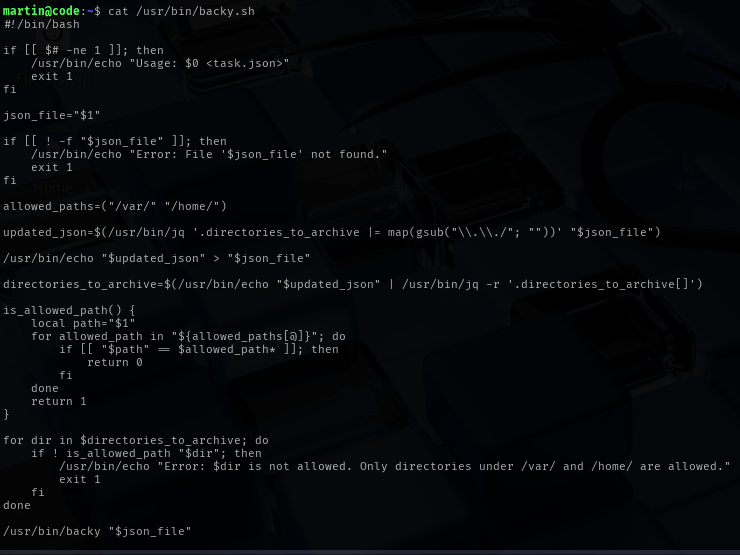 martin@code:~$ cat /usr/bin/backy.sh
#!/bin/bash

if [[ $# -ne 1 ]]; then
    /usr/bin/echo "Usage: $0 <task.json>"
    exit 1
fi

json_file="$1"

if [[ ! -f "$json_file" ]]; then
    /usr/bin/echo "Error: File '$json_file' not found."
    exit 1
fi

allowed_paths=("/var/" "/home/")

updated_json=$(/usr/bin/jq '.directories_to_archive |= map(gsub("\\.\\./"; ""))' "$json_file")

/usr/bin/echo "$updated_json" > "$json_file"

directories_to_archive=$(/usr/bin/echo "$updated_json" | /usr/bin/jq -r '.directories_to_archive[]')

is_allowed_path() {
    local path="$1"
    for allowed_path in "${allowed_paths[@]}"; do
        if [[ "$path" == $allowed_path* ]]; then
            return 0
        fi
    done
    return 1
}

for dir in $directories_to_archive; do
    if ! is_allowed_path "$dir"; then
        /usr/bin/echo "Error: $dir is not allowed. Only directories under /var/ and /home/ are allowed."
        exit 1
    fi
done

/usr/bin/backy "$json_file"
Home